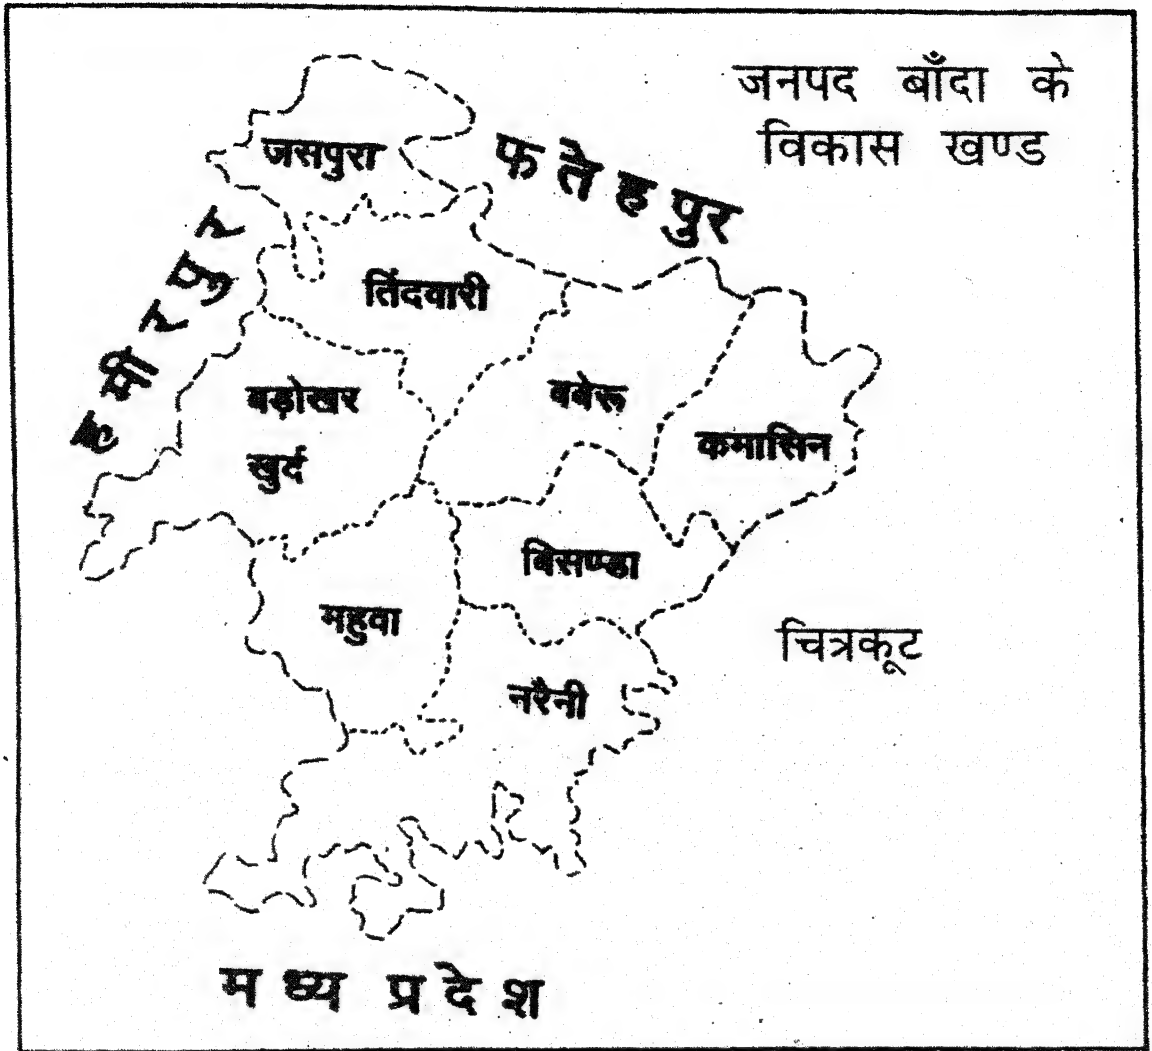 जनपद बाँदा के
विकास खण्ड
जसपुरा
फतेहपुर
हमीरपुर
तिंदवारी
बड़ोखर
खुर्द
बबेरू
कमासिन
बिसण्डा
महुवा
चित्रकूट
नरैनी
मध्य प्रदेश